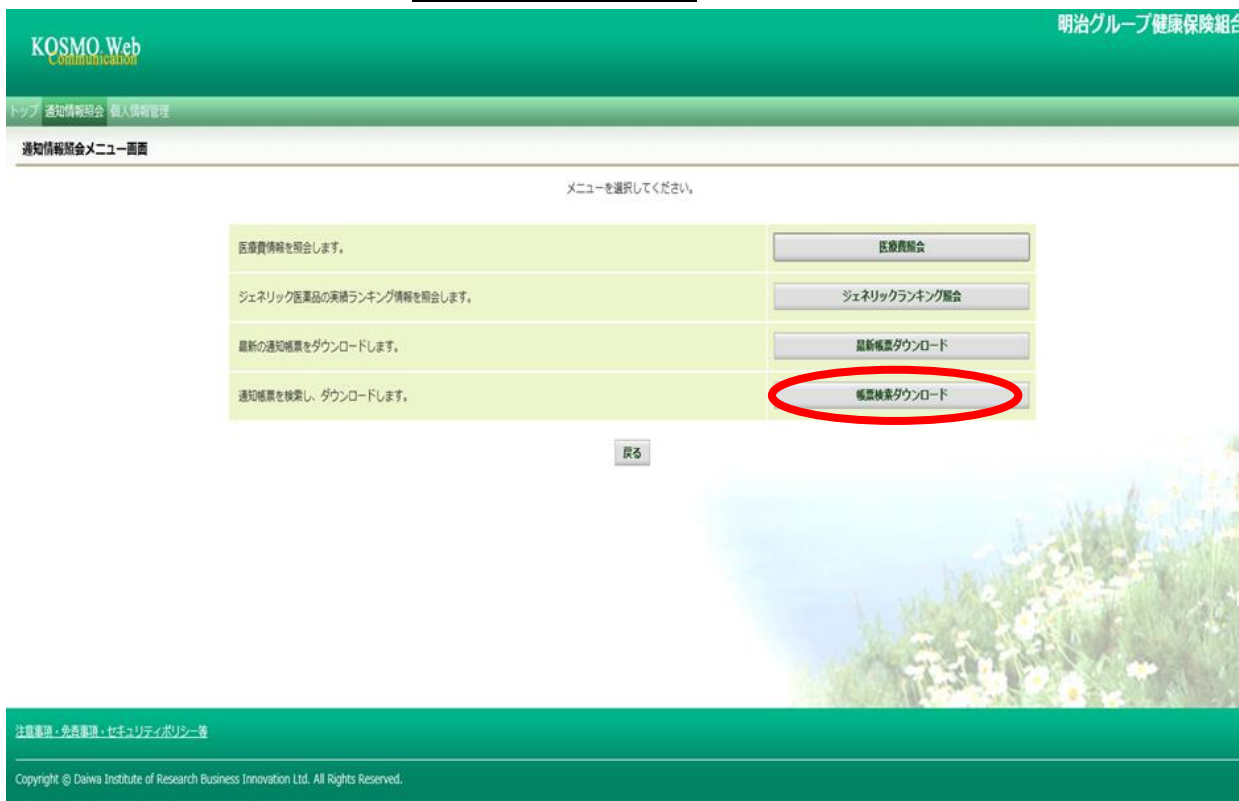 明治グループ健康保険組合
KOSMO Web
Communication
トップ 通知情報照会 個人情報管理
通知情報照会メニュー画面
メニューを選択してください。
医療費情報を照会します。 医療費照会
ジェネリック医薬品の実績ランキング情報を照会します。 ジェネリックランキング照会
最新の通知帳票をダウンロードします。 最新帳票ダウンロード
通知帳票を検索し、ダウンロードします。 帳票検索ダウンロード
戻る
注意事項・免責事項・セキュリティポリシー等
Copyright © Daiwa Institute of Research Business Innovation Ltd. All Rights Reserved.